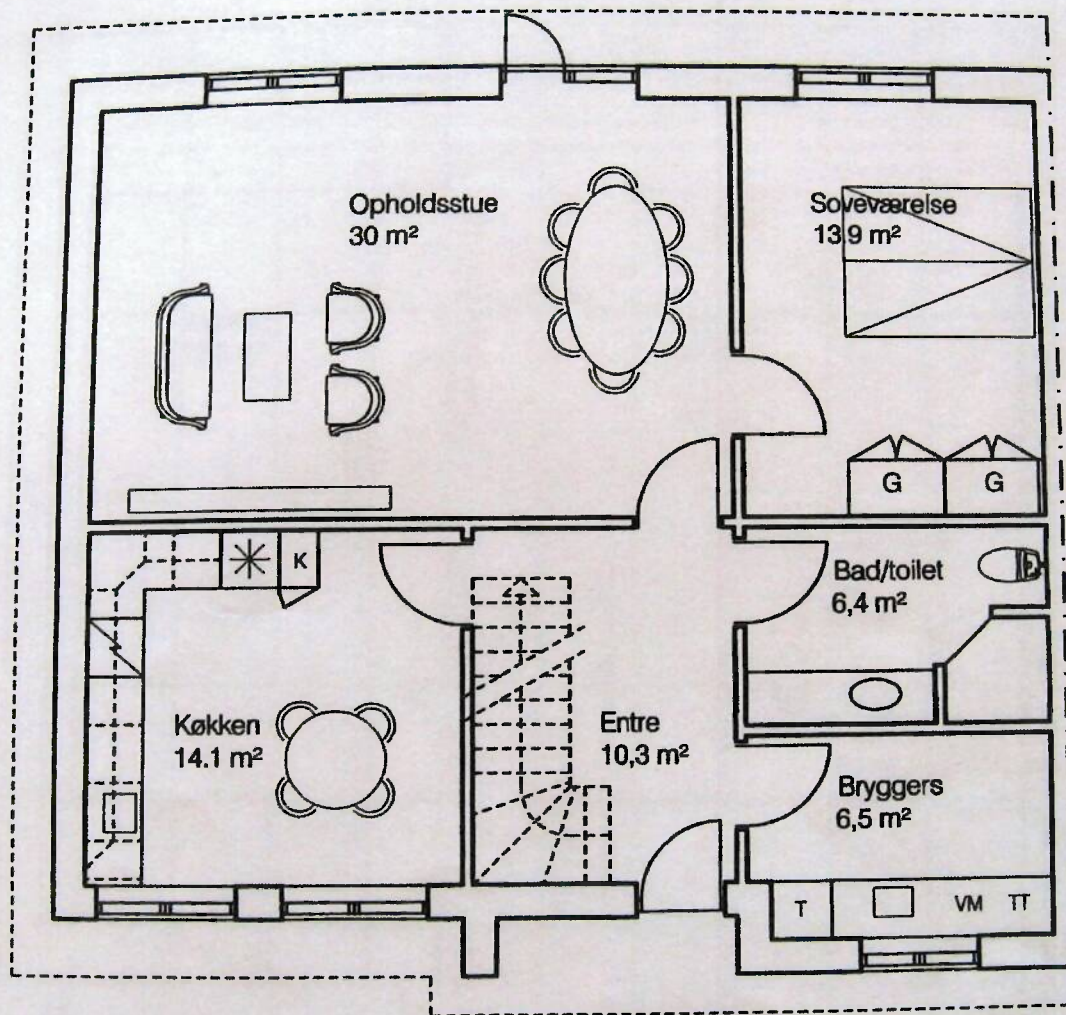 Opholdsstue
30 m²
Soveværelse
13.9 m²
G
G
K
Bad/toilet
6,4 m²
Køkken
14.1 m²
Entre
10,3 m²
Bryggers
6,5 m²
T
VM
TT